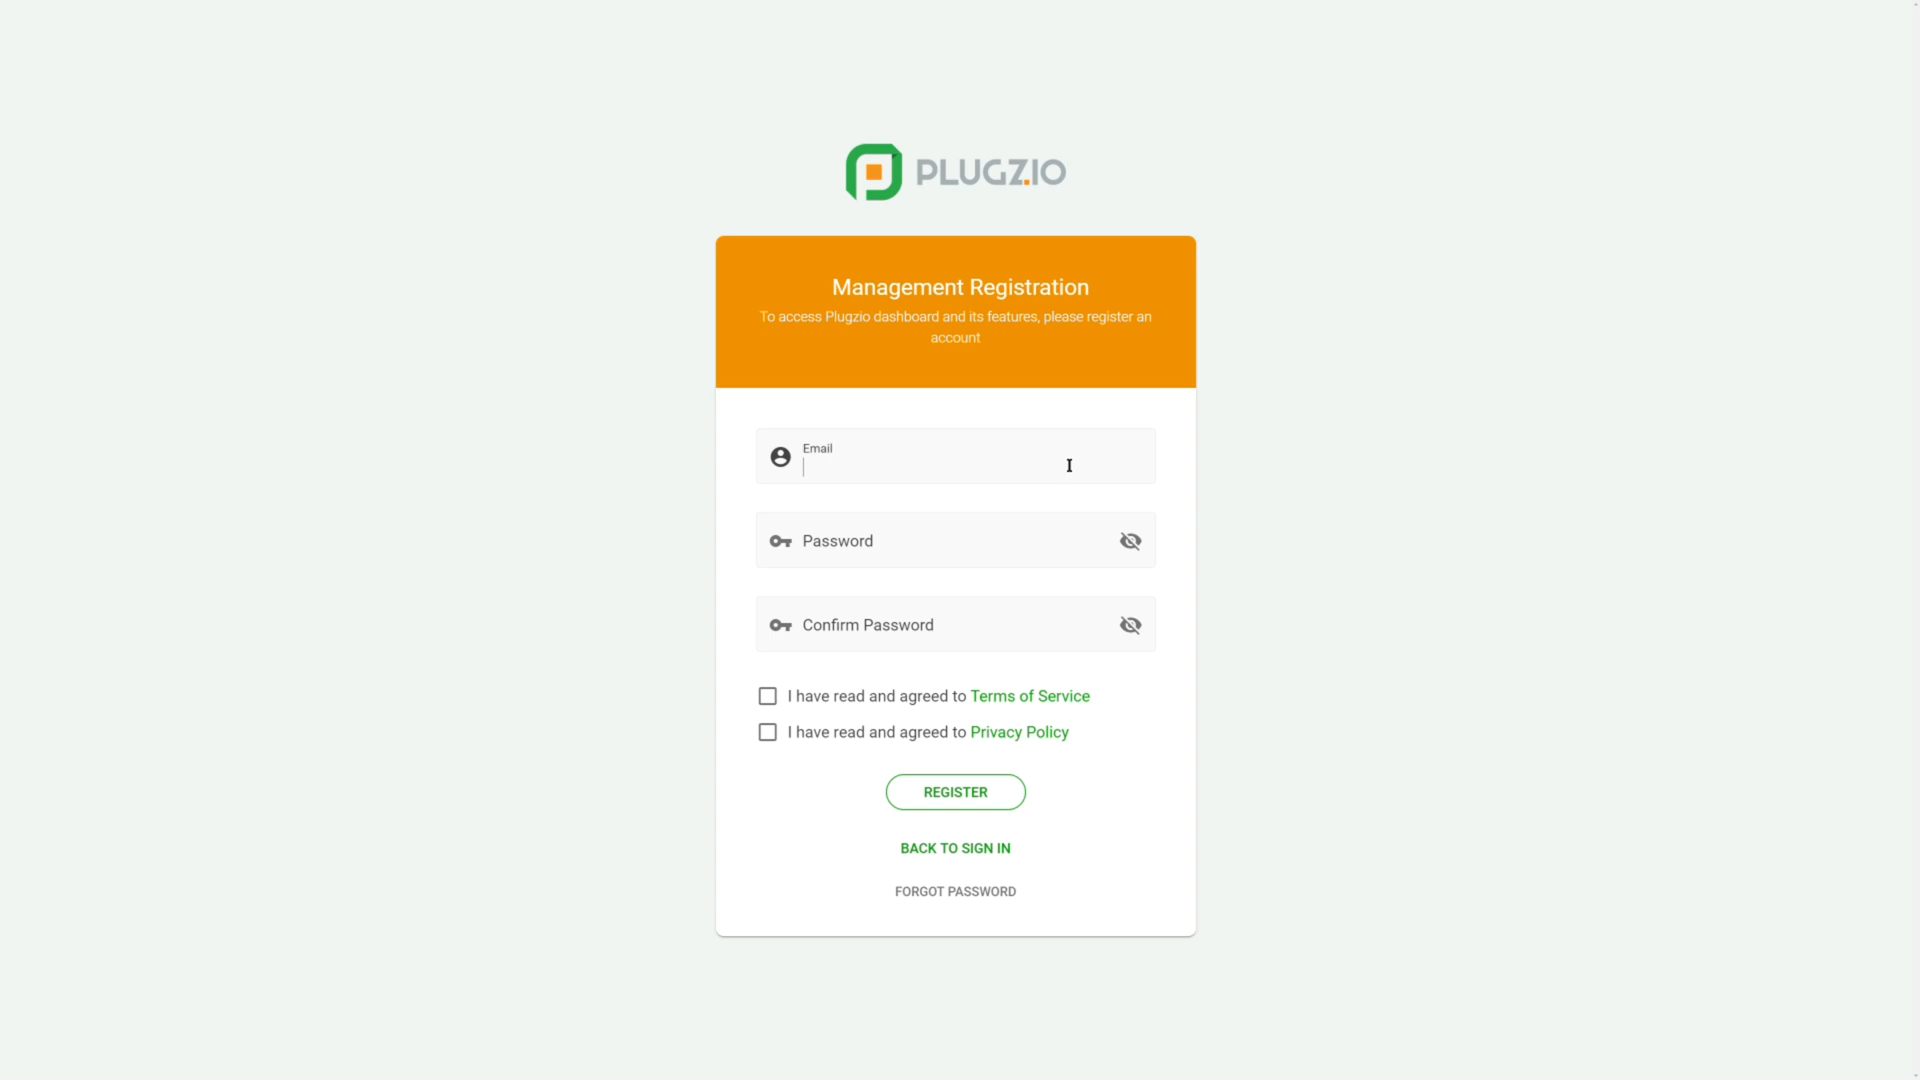 PLUGZIO
Management Registration
To access Plugzio dashboard and its features, please register an
account
Email
Password
Confirm Password
I have read and agreed to Terms of Service
I have read and agreed to Privacy Policy
REGISTER
BACK TO SIGN IN
FORGOT PASSWORD